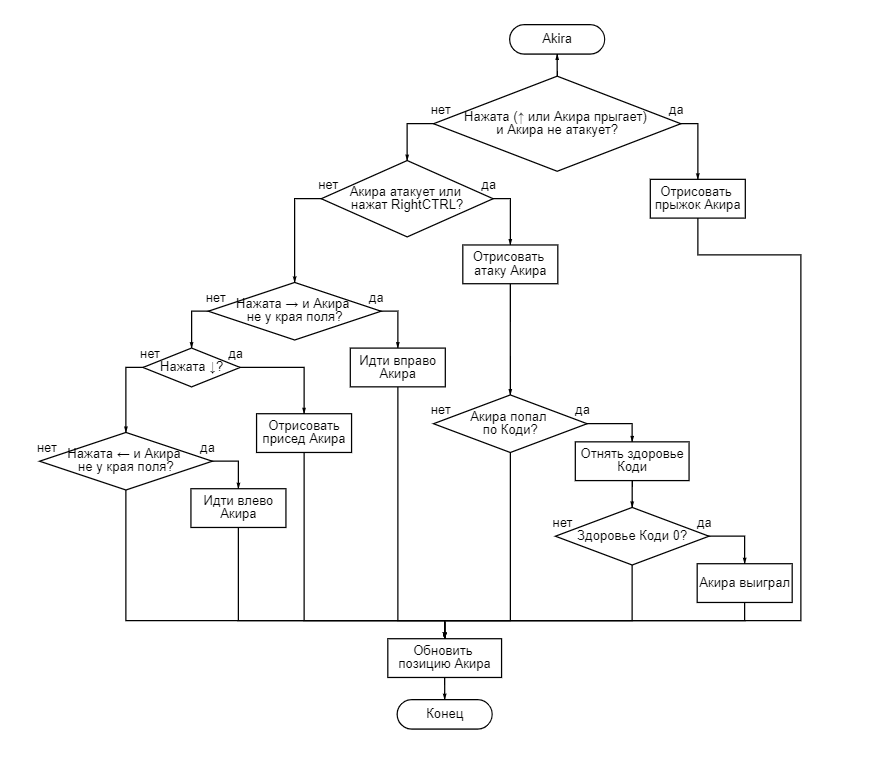 Akira
нет
да
Нажата (↑ или Акира прыгает)
и Акира не атакует?
нет
да
Акира атакует или
нажат RightCTRL?
Отрисовать
прыжок Акира
Отрисовать
атаку Акира
нет
да
Нажата → и Акира
не у края поля?
нет
да
Нажата ↓?
Идти вправо
Акира
нет
да
Акира попал
по Коди?
Отрисовать
присед Акира
нет
да
Нажата ← и Акира
не у края поля?
Отнять здоровье
Коди
Идти влево
Акира
нет
да
Здоровье Коди 0?
Акира выиграл
Обновить
позицию Акира
Конец